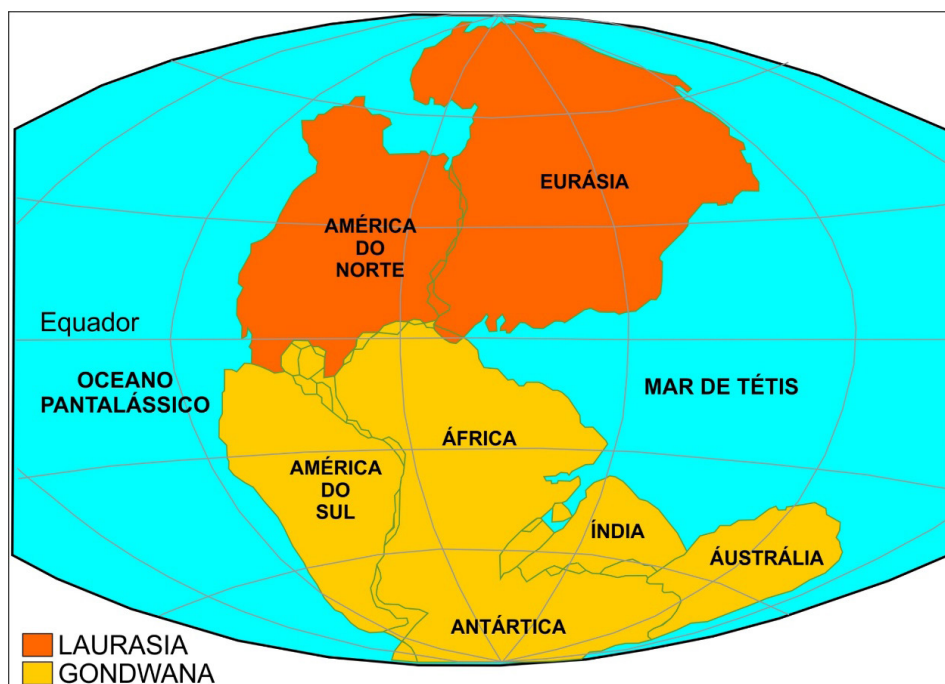 EURÁSIA
AMÉRICA
DO
NORTE
Equador
OCEANO
PANTALÁSSICO
MAR DE TÉTIS
ÁFRICA
AMÉRICA
DO
SUL
ÍNDIA
ÁUSTRÁLIA
ANTÁRTICA
LAURASIA
GONDWANA